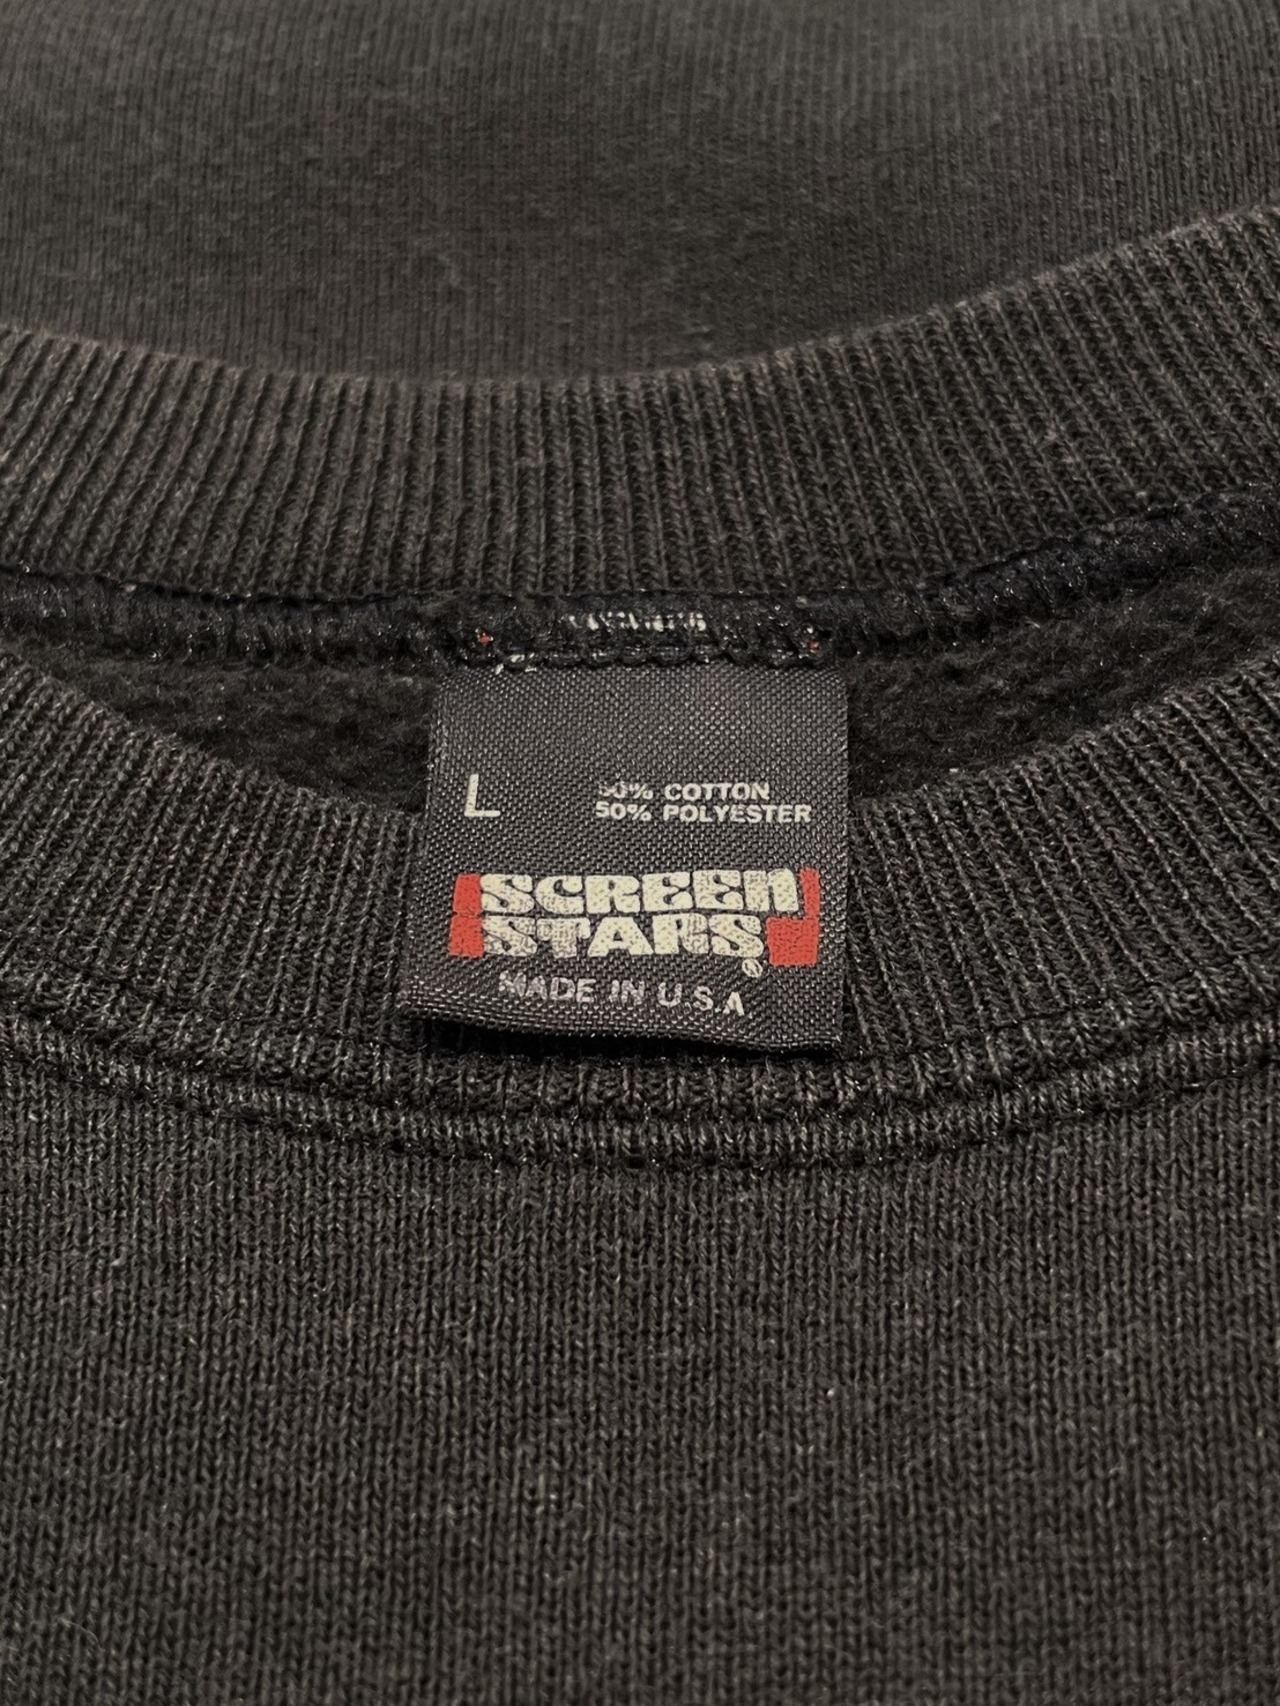 L
50% COTTON
50% POLYESTER
SCREEN
STARS®
MADE IN U.S.A